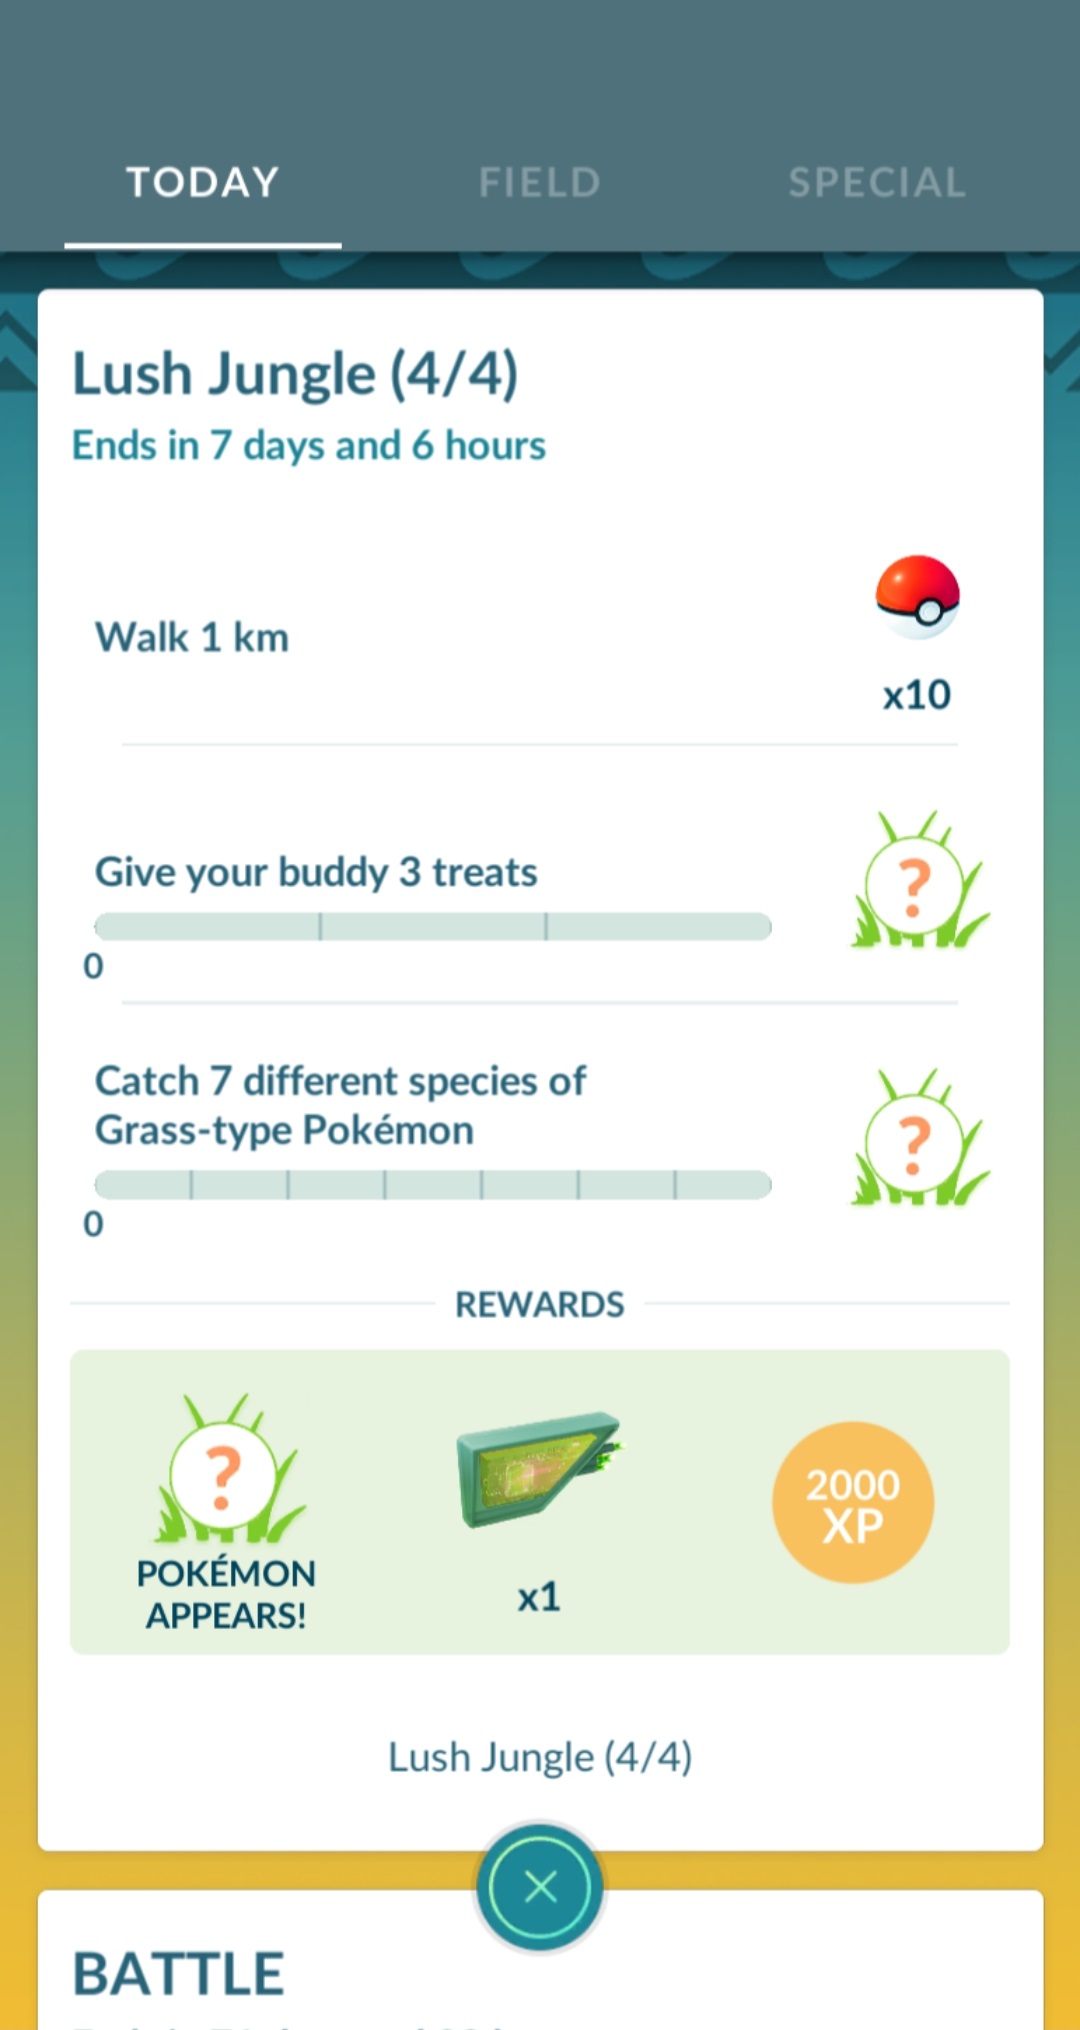 TODAY FIELD SPECIAL
Lush Jungle (4/4)
Ends in 7 days and 6 hours
Walk 1 km
x10
Give your buddy 3 treats
?
0
Catch 7 different species of
Grass-type Pokémon
?
0
REWARDS
?
POKÉMON
APPEARS!
x1
2000
XP
Lush Jungle (4/4)
BATTLE